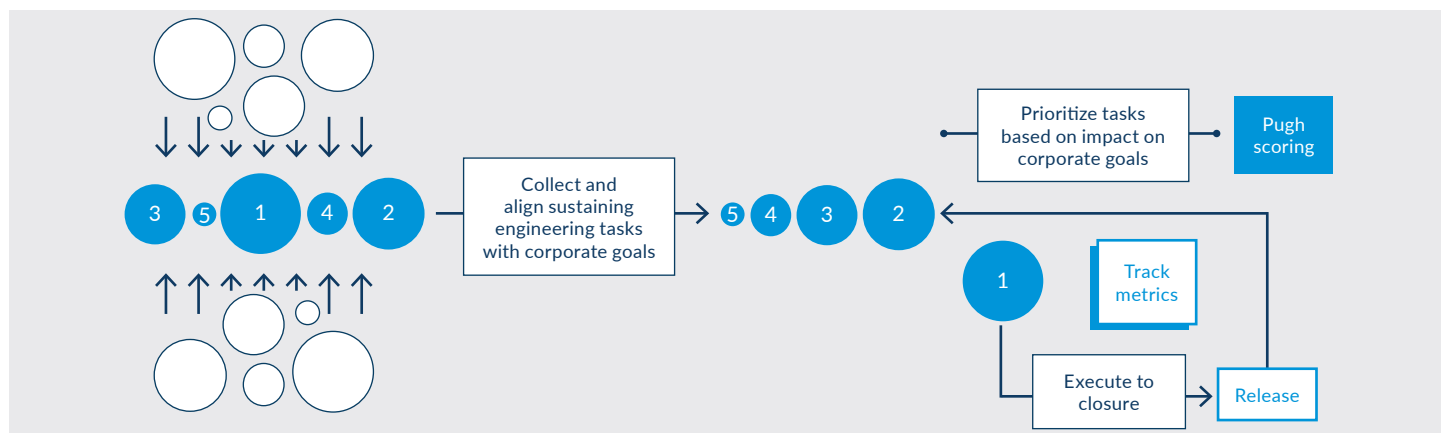 3
5
1
4
2
Collect and
align sustaining
engineering tasks
with corporate goals
5
4
3
2
Prioritize tasks
based on impact on
corporate goals
Pugh
scoring
1
Track
metrics
Execute to
closure
Release